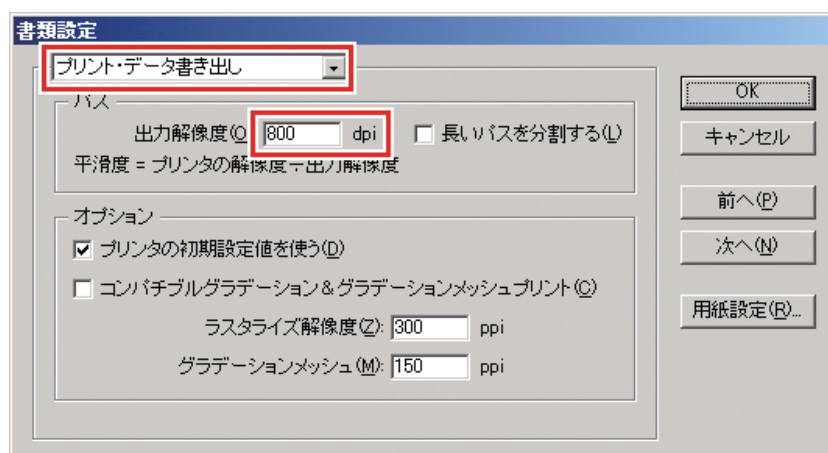 書類設定
プリント・データ書き出し
パス
出力解像度(O 800 dpi 長いパスを分割する(L)
平滑度 = プリンタの解像度÷出力解像度
オプション
プリンタの初期設定値を使う(D)
コンパチブルグラデーション&グラデーションメッシュプリント(C)
ラスタライズ解像度(Z): 300 ppi
グラデーションメッシュ(M): 150 ppi
OK
キャンセル
前へ(P)
次へ(N)
用紙設定(R)...